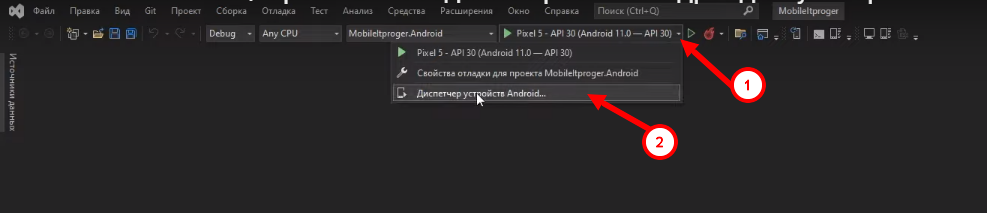 Файл Правка Вид Git Проект Сборка Отладка Тест Анализ Средства Расширения Окно Справка Поиск (Ctrl+Q) MobileItproger
Debug Any CPU MobileItproger.Android Pixel 5 - API 30 (Android 11.0 — API 30)
Pixel 5 - API 30 (Android 11.0 — API 30)
Свойства отладки для проекта MobileItproger.Android
Диспетчер устройств Android...
1
2
Источники данных